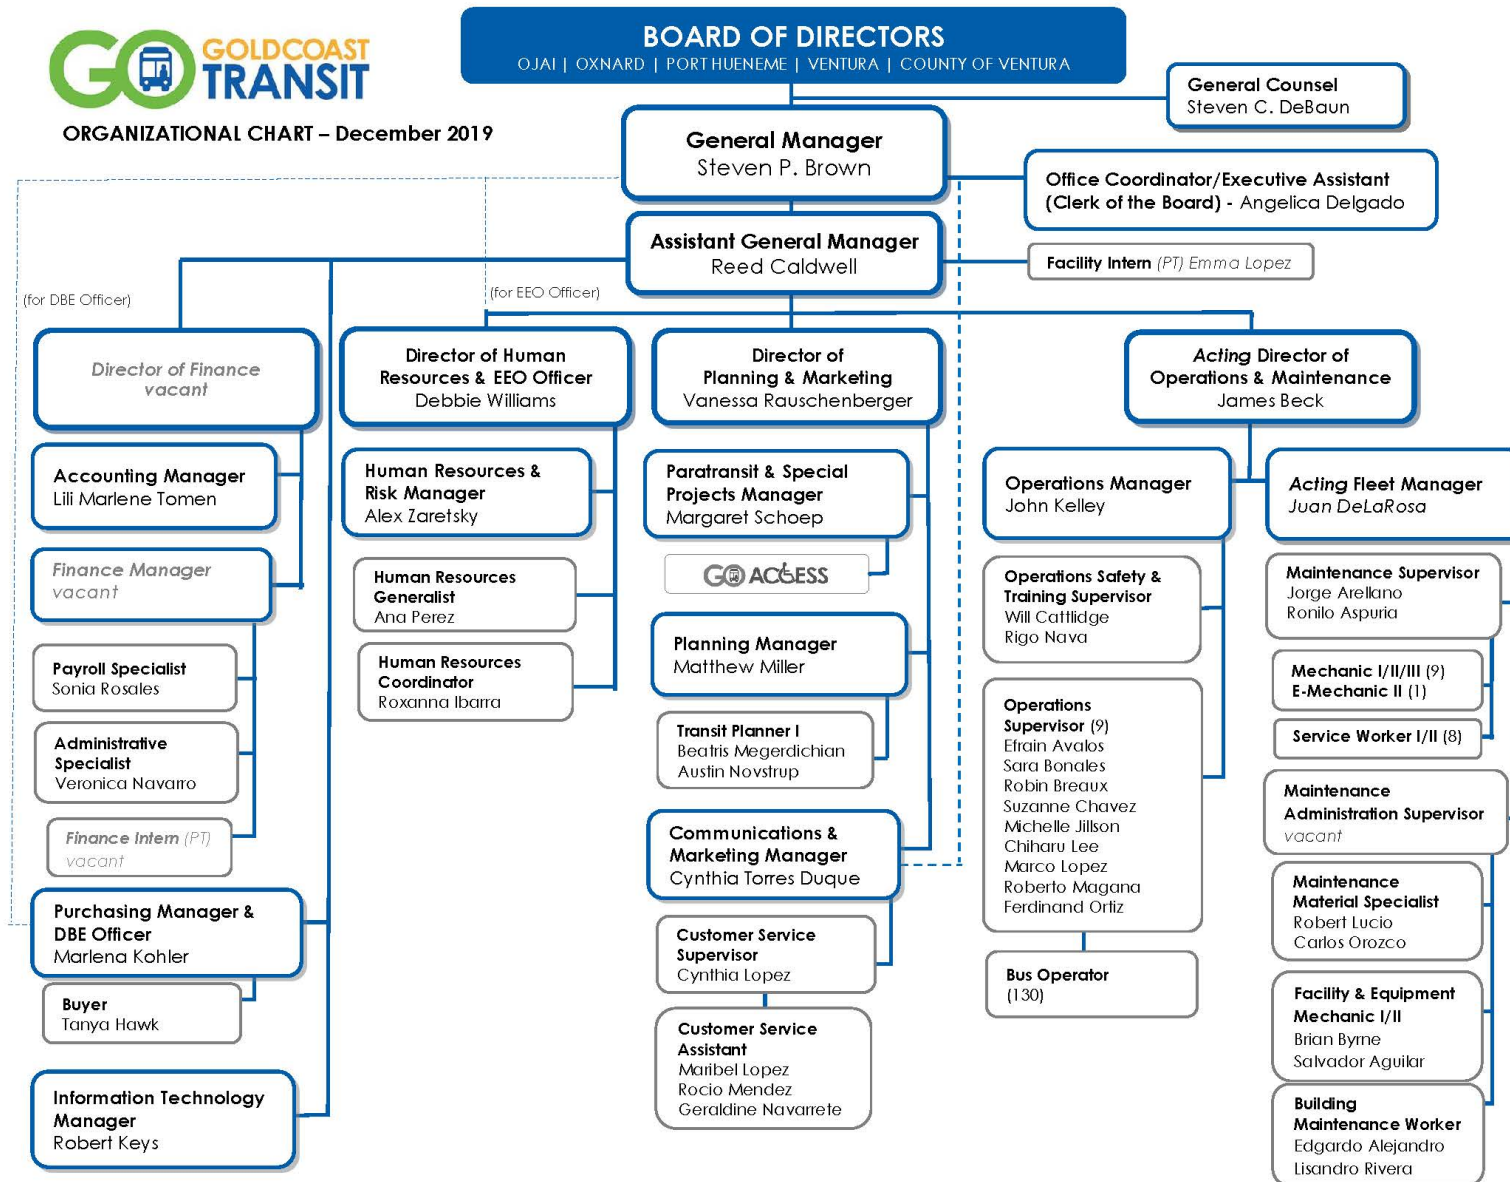 GO GOLDCOAST
TRANSIT
ORGANIZATIONAL CHART – December 2019
BOARD OF DIRECTORS
OJAI | OXNARD | PORT HUENEME | VENTURA | COUNTY OF VENTURA
General Counsel
Steven C. DeBaun
General Manager
Steven P. Brown
Office Coordinator/Executive Assistant
(Clerk of the Board) - Angelica Delgado
Assistant General Manager
Reed Caldwell
Facility Intern (PT) Emma Lopez
(for DBE Officer)
(for EEO Officer)
Director of Finance
vacant
Accounting Manager
Lili Marlene Tomen
Finance Manager
vacant
Payroll Specialist
Sonia Rosales
Administrative
Specialist
Veronica Navarro
Finance Intern (PT)
vacant
Purchasing Manager &
DBE Officer
Marlena Kohler
Buyer
Tanya Hawk
Information Technology
Manager
Robert Keys
Director of Human
Resources & EEO Officer
Debbie Williams
Human Resources &
Risk Manager
Alex Zaretsky
Human Resources
Generalist
Ana Perez
Human Resources
Coordinator
Roxanna Ibarra
Director of
Planning & Marketing
Vanessa Rauschenberger
Paratransit & Special
Projects Manager
Margaret Schoep
GO ACCESS
Planning Manager
Matthew Miller
Transit Planner I
Beatris Megerdichian
Austin Novstrup
Communications &
Marketing Manager
Cynthia Torres Duque
Customer Service
Supervisor
Cynthia Lopez
Customer Service
Assistant
Maribel Lopez
Rocio Mendez
Geraldine Navarrete
Acting Director of
Operations & Maintenance
James Beck
Operations Manager
John Kelley
Operations Safety &
Training Supervisor
Will Cattlidge
Rigo Nava
Operations
Supervisor (9)
Efrain Avalos
Sara Bonales
Robin Breaux
Suzanne Chavez
Michelle Jillson
Chiharu Lee
Marco Lopez
Roberto Magana
Ferdinand Ortiz
Bus Operator
(130)
Acting Fleet Manager
Juan DeLaRosa
Maintenance Supervisor
Jorge Arellano
Ronilo Aspuria
Mechanic I/II/III (9)
E-Mechanic II (1)
Service Worker I/II (8)
Maintenance
Administration Supervisor
vacant
Maintenance
Material Specialist
Robert Lucio
Carlos Orozco
Facility & Equipment
Mechanic I/II
Brian Byrne
Salvador Aguilar
Building
Maintenance Worker
Edgardo Alejandro
Lisandro Rivera